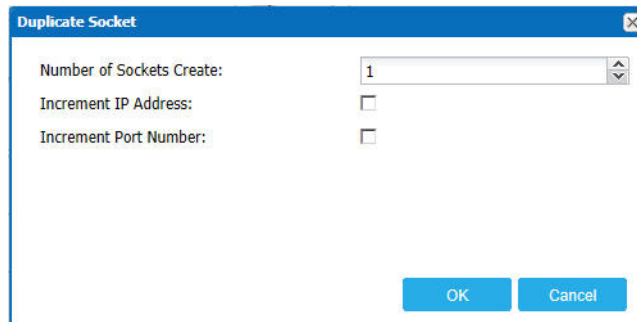 Duplicate Socket
Number of Sockets Create:
1
Increment IP Address:
Increment Port Number:
OK
Cancel